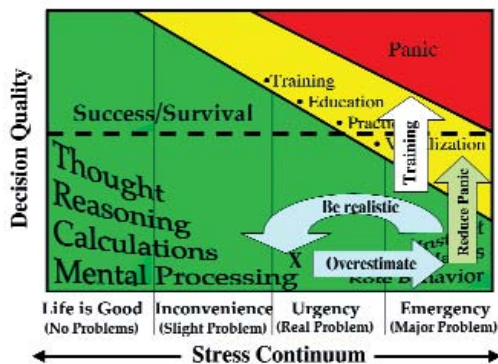 Panic
•Training
• Education
• Practice
• Visualization
Success/Survival
Decision Quality
Thought
Reasoning
Calculations
Mental Processing
Training
Reduce Panic
Be realistic
X
Overestimate
Behavior
Life is Good
(No Problems)
Inconvenience
(Slight Problem)
Urgency
(Real Problem)
Emergency
(Major Problem)
Stress Continuum